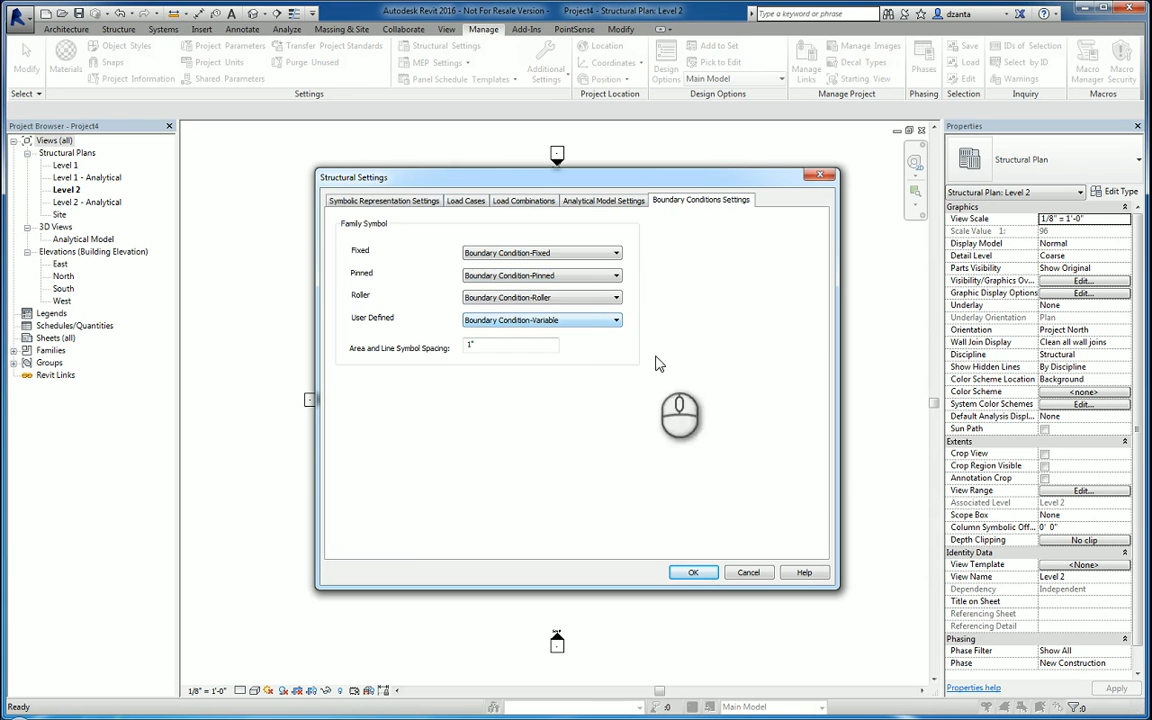 Autodesk Revit 2016 - Not For Resale Version - Project4 - Structural Plan: Level 2
Type a keyword or phrase
dzanta
Architecture Structure Systems Insert Annotate Analyze Massing & Site Collaborate View Manage Add-Ins PointSense Modify
Modify
Materials
Object Styles
Snaps
Project Information
Project Parameters
Project Units
Shared Parameters
Transfer Project Standards
Purge Unused
Structural Settings
MEP Settings
Panel Schedule Templates
Additional Settings
Location
Coordinates
Position
Design Options
Add to Set
Pick to Edit
Main Model
Manage Links
Manage Images
Decal Types
Starting View
Phases
Save
Load
Edit
IDs of Selection
Select by ID
Warnings
Macro Manager
Macro Security
Select
Settings
Project Location
Design Options
Manage Project
Phasing
Selection
Inquiry
Macros
Project Browser - Project4
Views (all)
Structural Plans
Level 1
Level 1 - Analytical
Level 2
Level 2 - Analytical
Site
3D Views
Analytical Model
Elevations (Building Elevation)
East
North
South
West
Legends
Schedules/Quantities
Sheets (all)
Families
Groups
Revit Links
Structural Settings
Symbolic Representation Settings Load Cases Load Combinations Analytical Model Settings Boundary Conditions Settings
Family Symbol
Fixed Boundary Condition-Fixed
Pinned Boundary Condition-Pinned
Roller Boundary Condition-Roller
User Defined Boundary Condition-Variable
Area and Line Symbol Spacing: 1"
OK Cancel Help
Properties
Structural Plan
Structural Plan: Level 2 Edit Type
Graphics
View Scale 1/8" = 1'-0"
Scale Value 1: 96
Display Model Normal
Detail Level Coarse
Parts Visibility Show Original
Visibility/Graphics Ov... Edit...
Graphic Display Options Edit...
Underlay None
Underlay Orientation Plan
Orientation Project North
Wall Join Display Clean all wall joins
Discipline Structural
Show Hidden Lines By Discipline
Color Scheme Location Background
Color Scheme <none>
System Color Schemes Edit...
Default Analysis Displ... None
Sun Path
Extents
Crop View
Crop Region Visible
Annotation Crop
View Range Edit...
Associated Level Level 2
Scope Box None
Column Symbolic Off... 0' 0"
Depth Clipping No clip
Identity Data
View Template <None>
View Name Level 2
Dependency Independent
Title on Sheet
Referencing Sheet
Referencing Detail
Phasing
Phase Filter Show All
Phase New Construction
Properties help Apply
1/8" = 1'-0"
Ready
:0
Main Model
:0